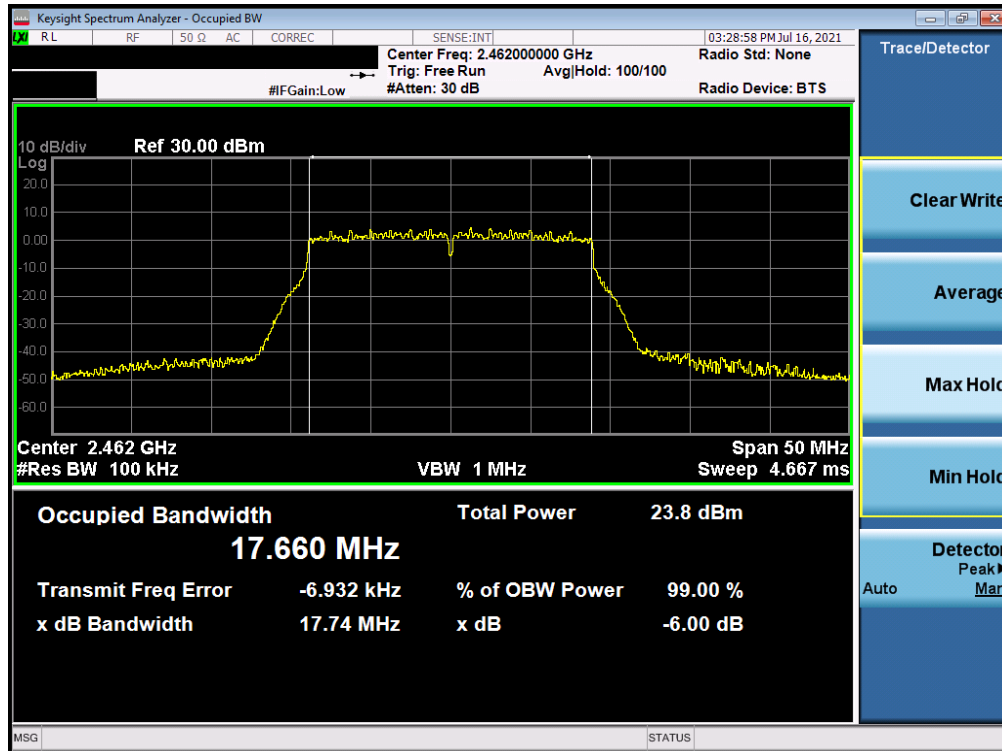 Keysight Spectrum Analyzer - Occupied BW
LXI RL RF 50 Ω AC CORREC SENSE:INT 03:28:58 PM Jul 16, 2021
Center Freq: 2.462000000 GHz Radio Std: None
Trig: Free Run Avg|Hold: 100/100
#IFGain:Low #Atten: 30 dB Radio Device: BTS
10 dB/div Ref 30.00 dBm
Log
20.0
10.0
0.00
-10.0
-20.0
-30.0
-40.0
-50.0
-60.0
Center 2.462 GHz Span 50 MHz
#Res BW 100 kHz VBW 1 MHz Sweep 4.667 ms
Occupied Bandwidth Total Power 23.8 dBm
17.660 MHz
Transmit Freq Error -6.932 kHz % of OBW Power 99.00 %
x dB Bandwidth 17.74 MHz x dB -6.00 dB
MSG STATUS
Trace/Detector
Clear Write
Average
Max Hold
Min Hold
Detector
Peak
Auto Man